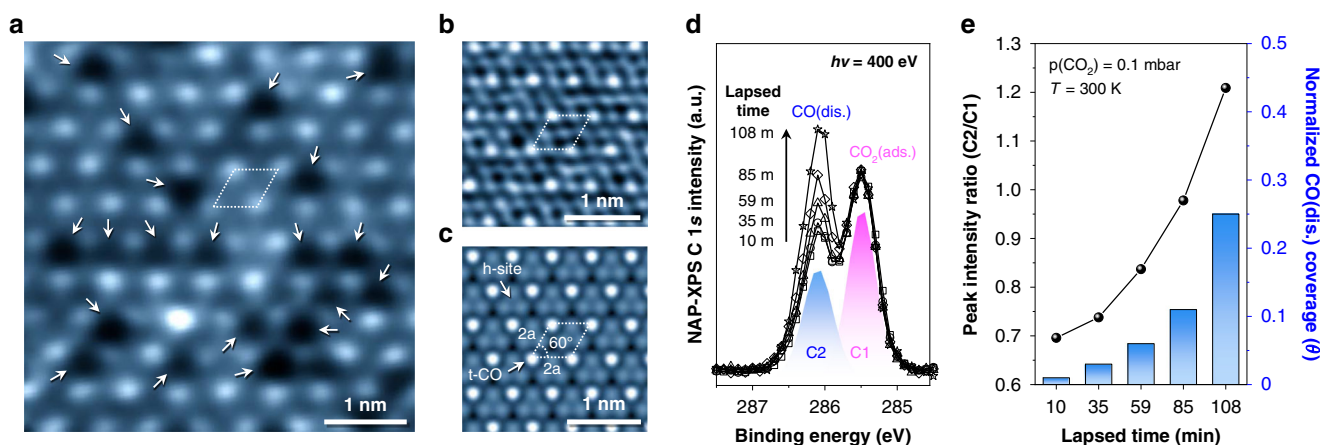 a
1 nm
b
1 nm
c
h-site
2a
60°
t-CO
2a
1 nm
d
hv = 400 eV
Lapsed
time
CO(dis.)
108 m
CO₂(ads.)
85 m
59 m
35 m
10 m
C2
C1
NAP-XPS C 1s intensity (a.u.)
287
286
285
Binding energy (eV)
e
p(CO₂) = 0.1 mbar
T = 300 K
Peak intensity ratio (C2/C1)
1.3
1.2
1.1
1.0
0.9
0.8
0.7
0.6
Normalized CO(dis.) coverage (θ)
0.5
0.4
0.3
0.2
0.1
0
10 35 59 85 108
Lapsed time (min)